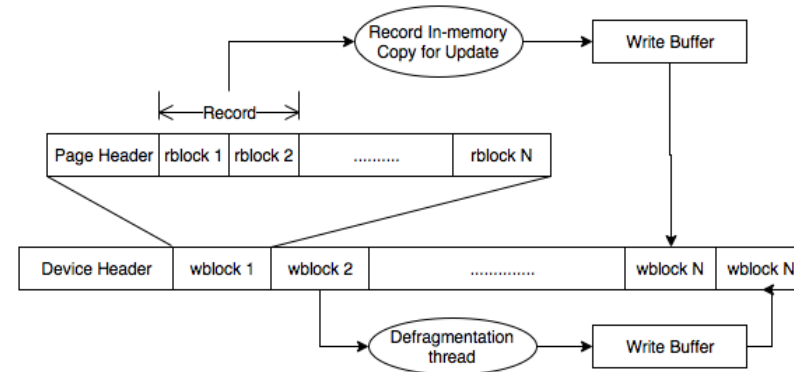 Record In-memory
Copy for Update
Write Buffer
Record
Page Header
rblock 1
rblock 2
..........
rblock N
Device Header
wblock 1
wblock 2
..............
wblock N
wblock N
Defragmentation
thread
Write Buffer